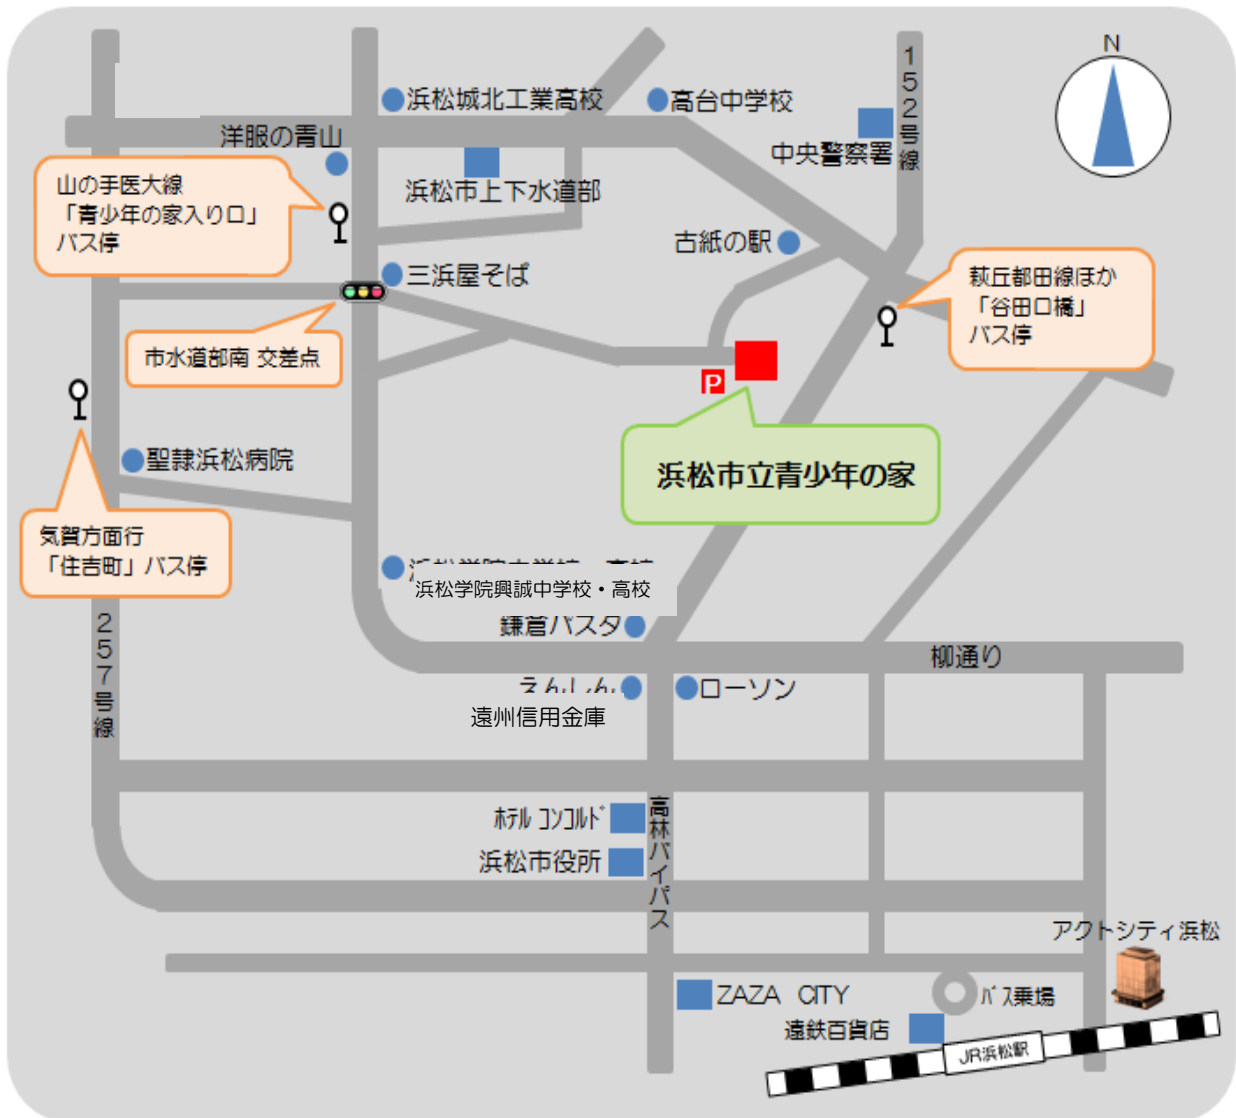 N
152号線
浜松城北工業高校
高台中学校
洋服の青山
中央警察署
浜松市上下水道部
山の手医大線
「青少年の家入り口」
バス停
古紙の駅
三浜屋そば
萩丘都田線ほか
「谷田口橋」
バス停
市水道部南 交差点
P
聖隷浜松病院
浜松市立青少年の家
気賀方面行
「住吉町」バス停
浜松学院興誠中学校・高校
鎌倉パスタ
257号線
柳通り
えんしん
ローソン
遠州信用金庫
ﾎﾃﾙ ｺﾝｺﾙﾄﾞ
高林バイパス
浜松市役所
アクトシティ浜松
ZAZA CITY
ﾊﾞｽ乗場
遠鉄百貨店
JR浜松駅